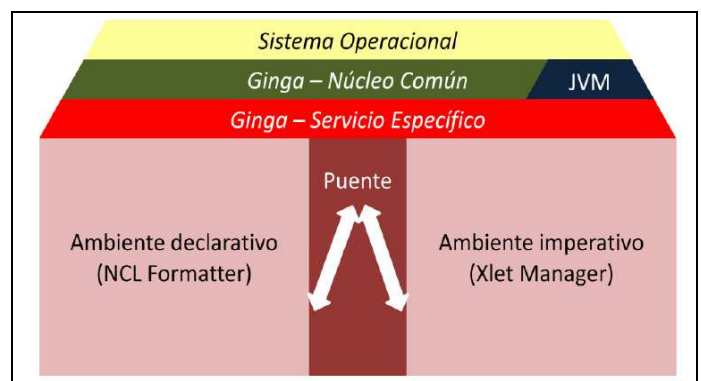 Sistema Operacional
Ginga – Núcleo Común
JVM
Ginga – Servicio Específico
Puente
Ambiente declarativo
(NCL Formatter)
Ambiente imperativo
(Xlet Manager)